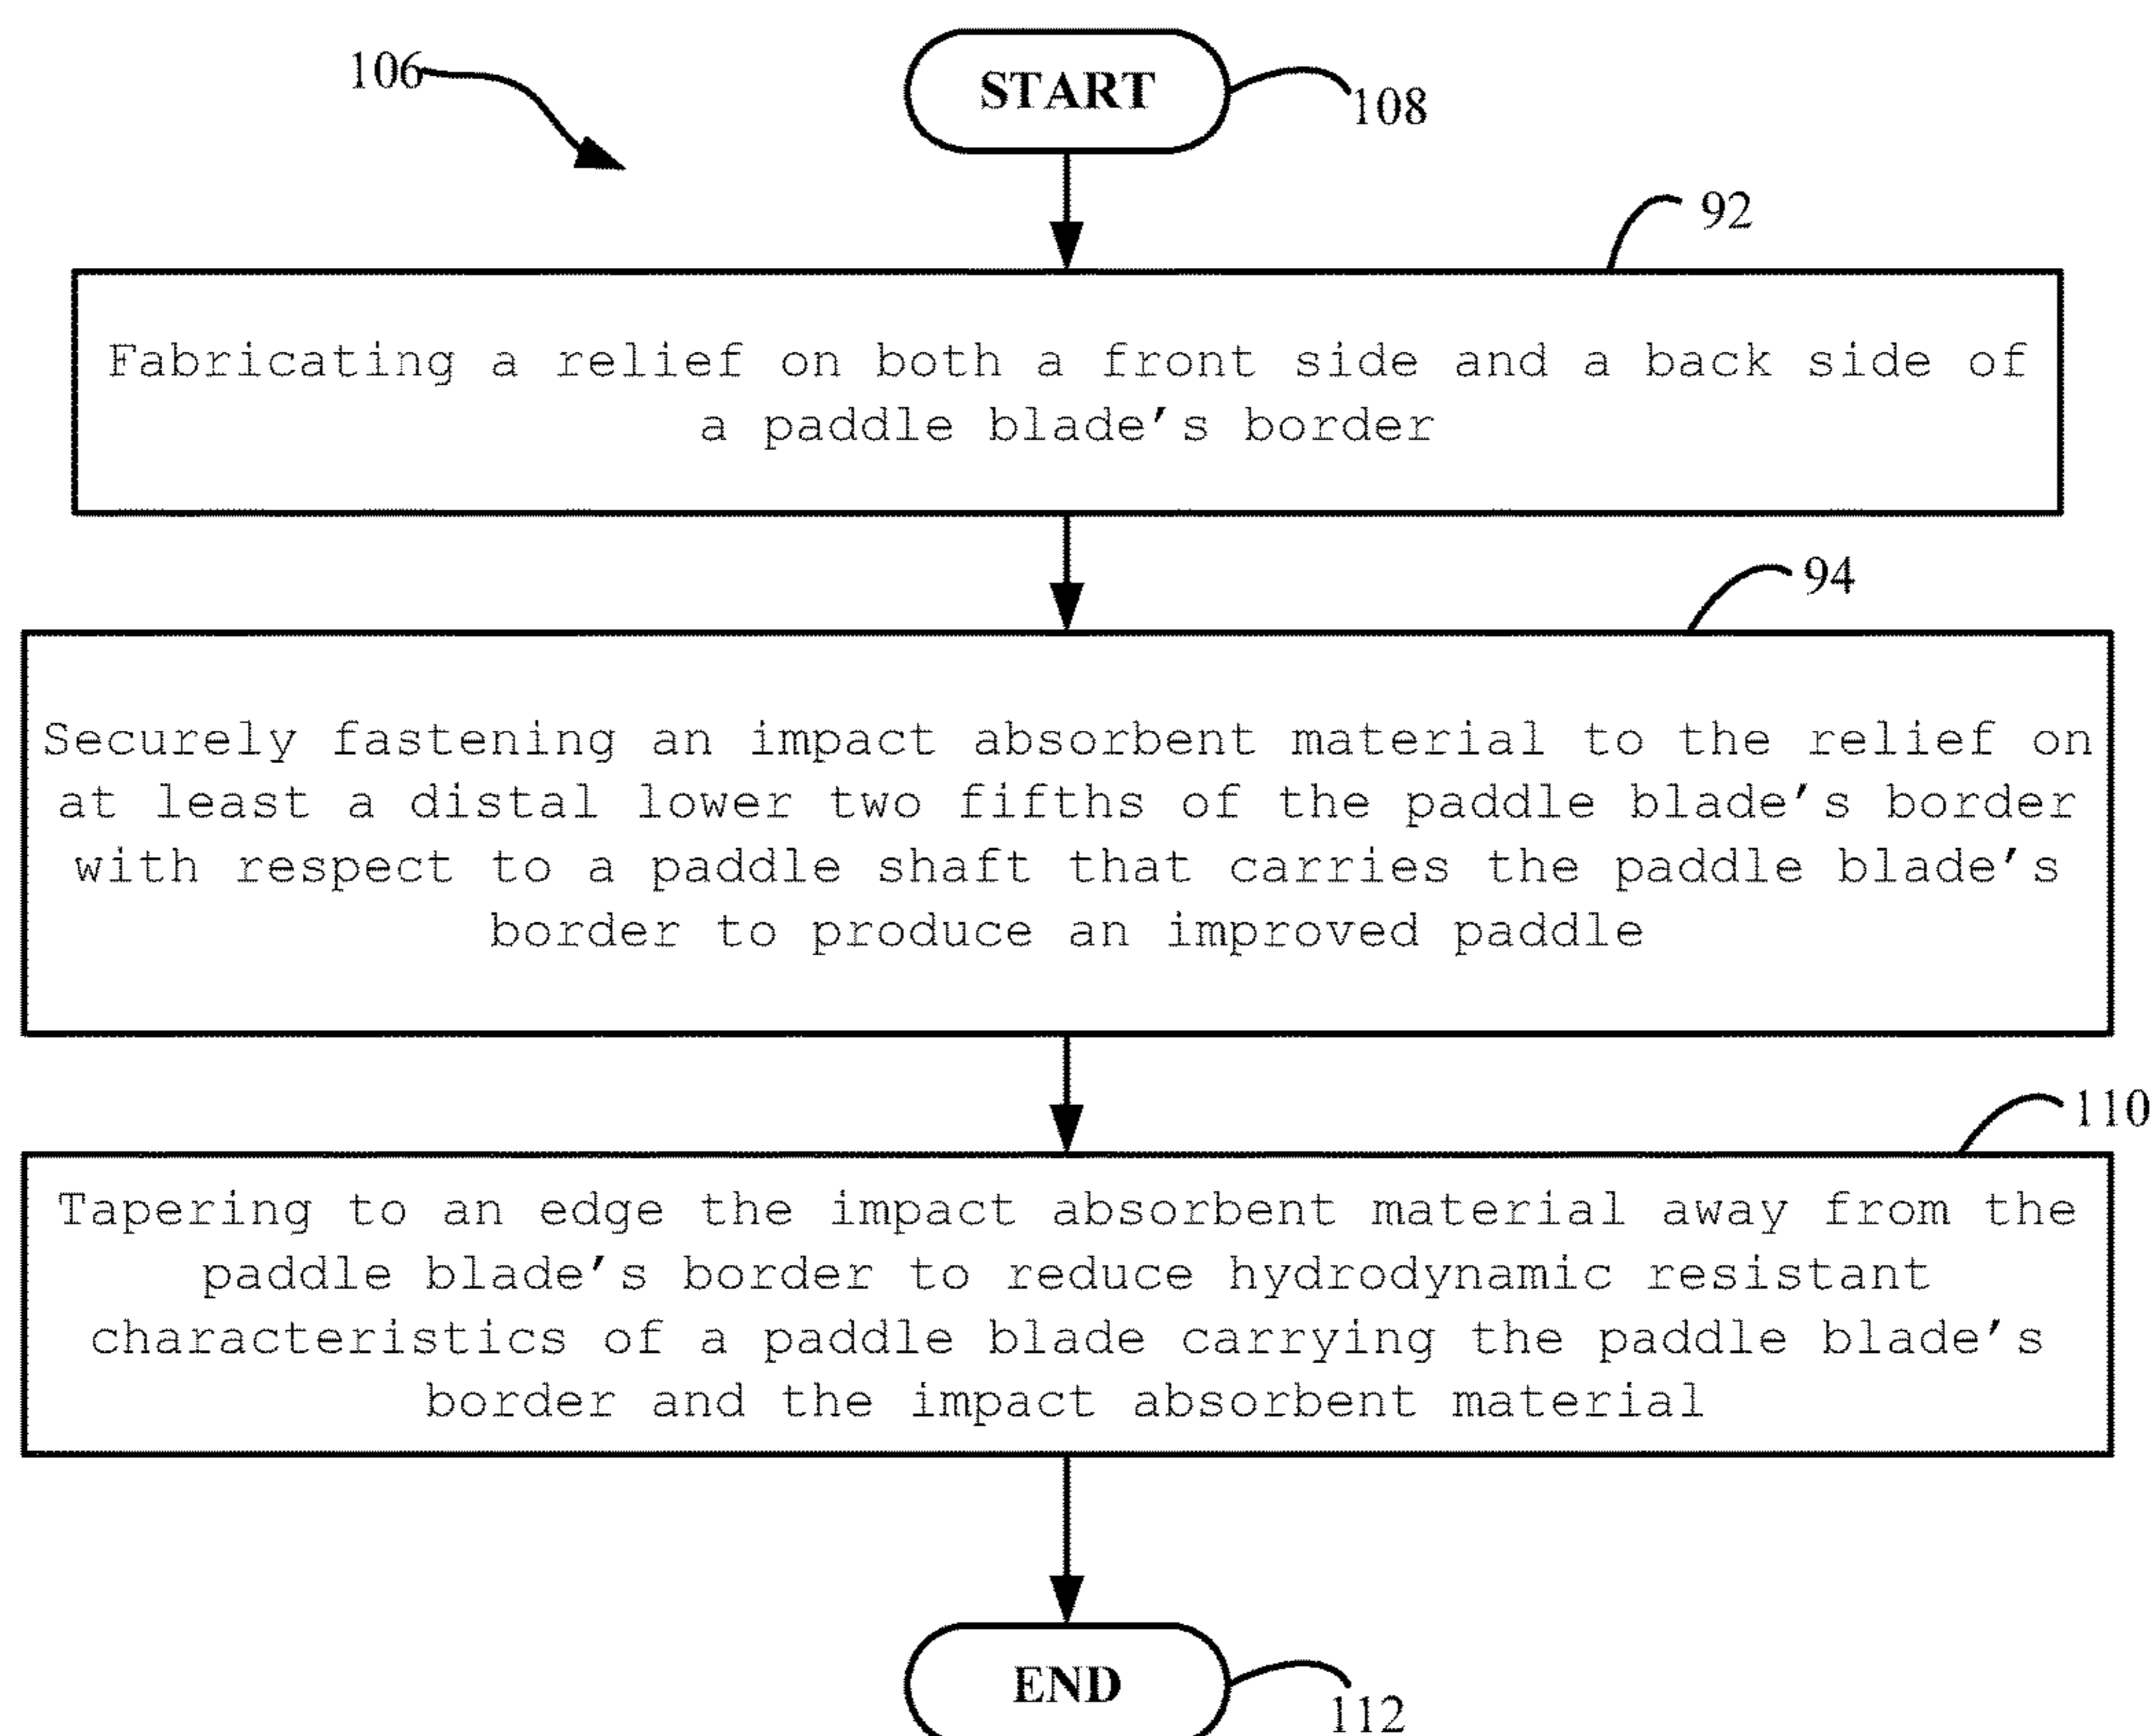 106
START
108
92
Fabricating a relief on both a front side and a back side of
a paddle blade's border
94
Securely fastening an impact absorbent material to the relief on
at least a distal lower two fifths of the paddle blade's border
with respect to a paddle shaft that carries the paddle blade's
border to produce an improved paddle
110
Tapering to an edge the impact absorbent material away from the
paddle blade's border to reduce hydrodynamic resistant
characteristics of a paddle blade carrying the paddle blade's
border and the impact absorbent material
END
112